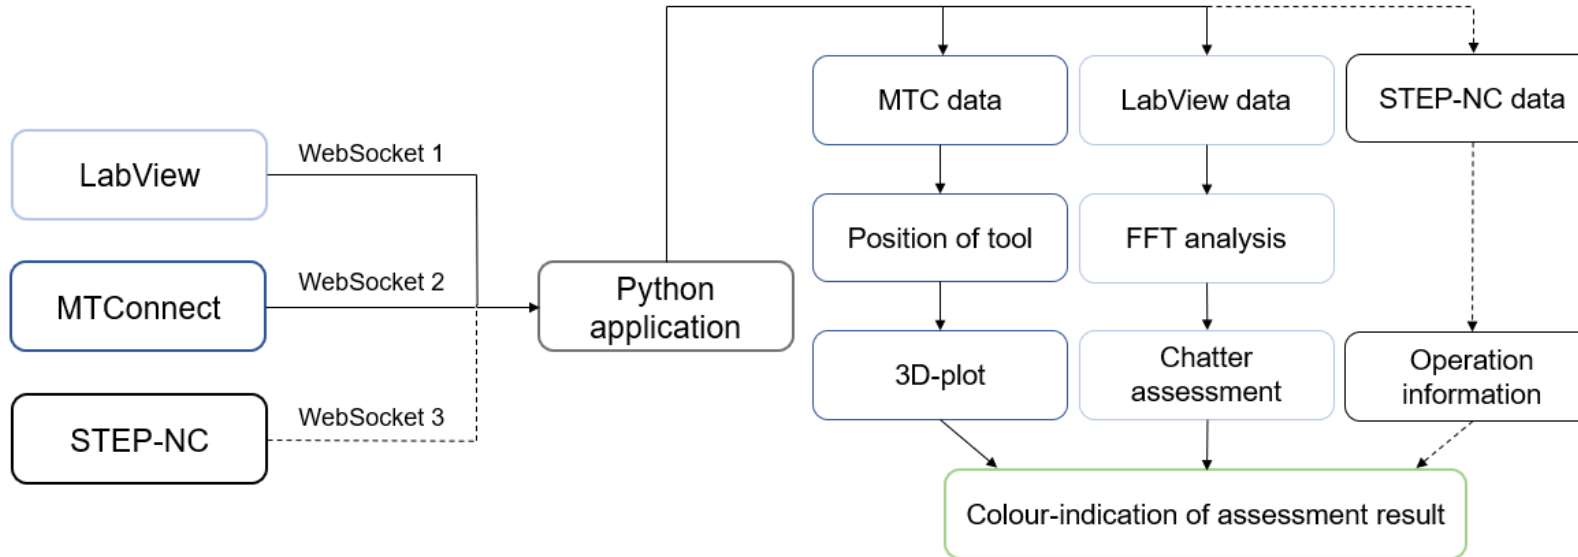 LabView
WebSocket 1
MTConnect
WebSocket 2
STEP-NC
WebSocket 3
Python
application
MTC data
Position of tool
3D-plot
LabView data
FFT analysis
Chatter
assessment
STEP-NC data
Operation
information
Colour-indication of assessment result